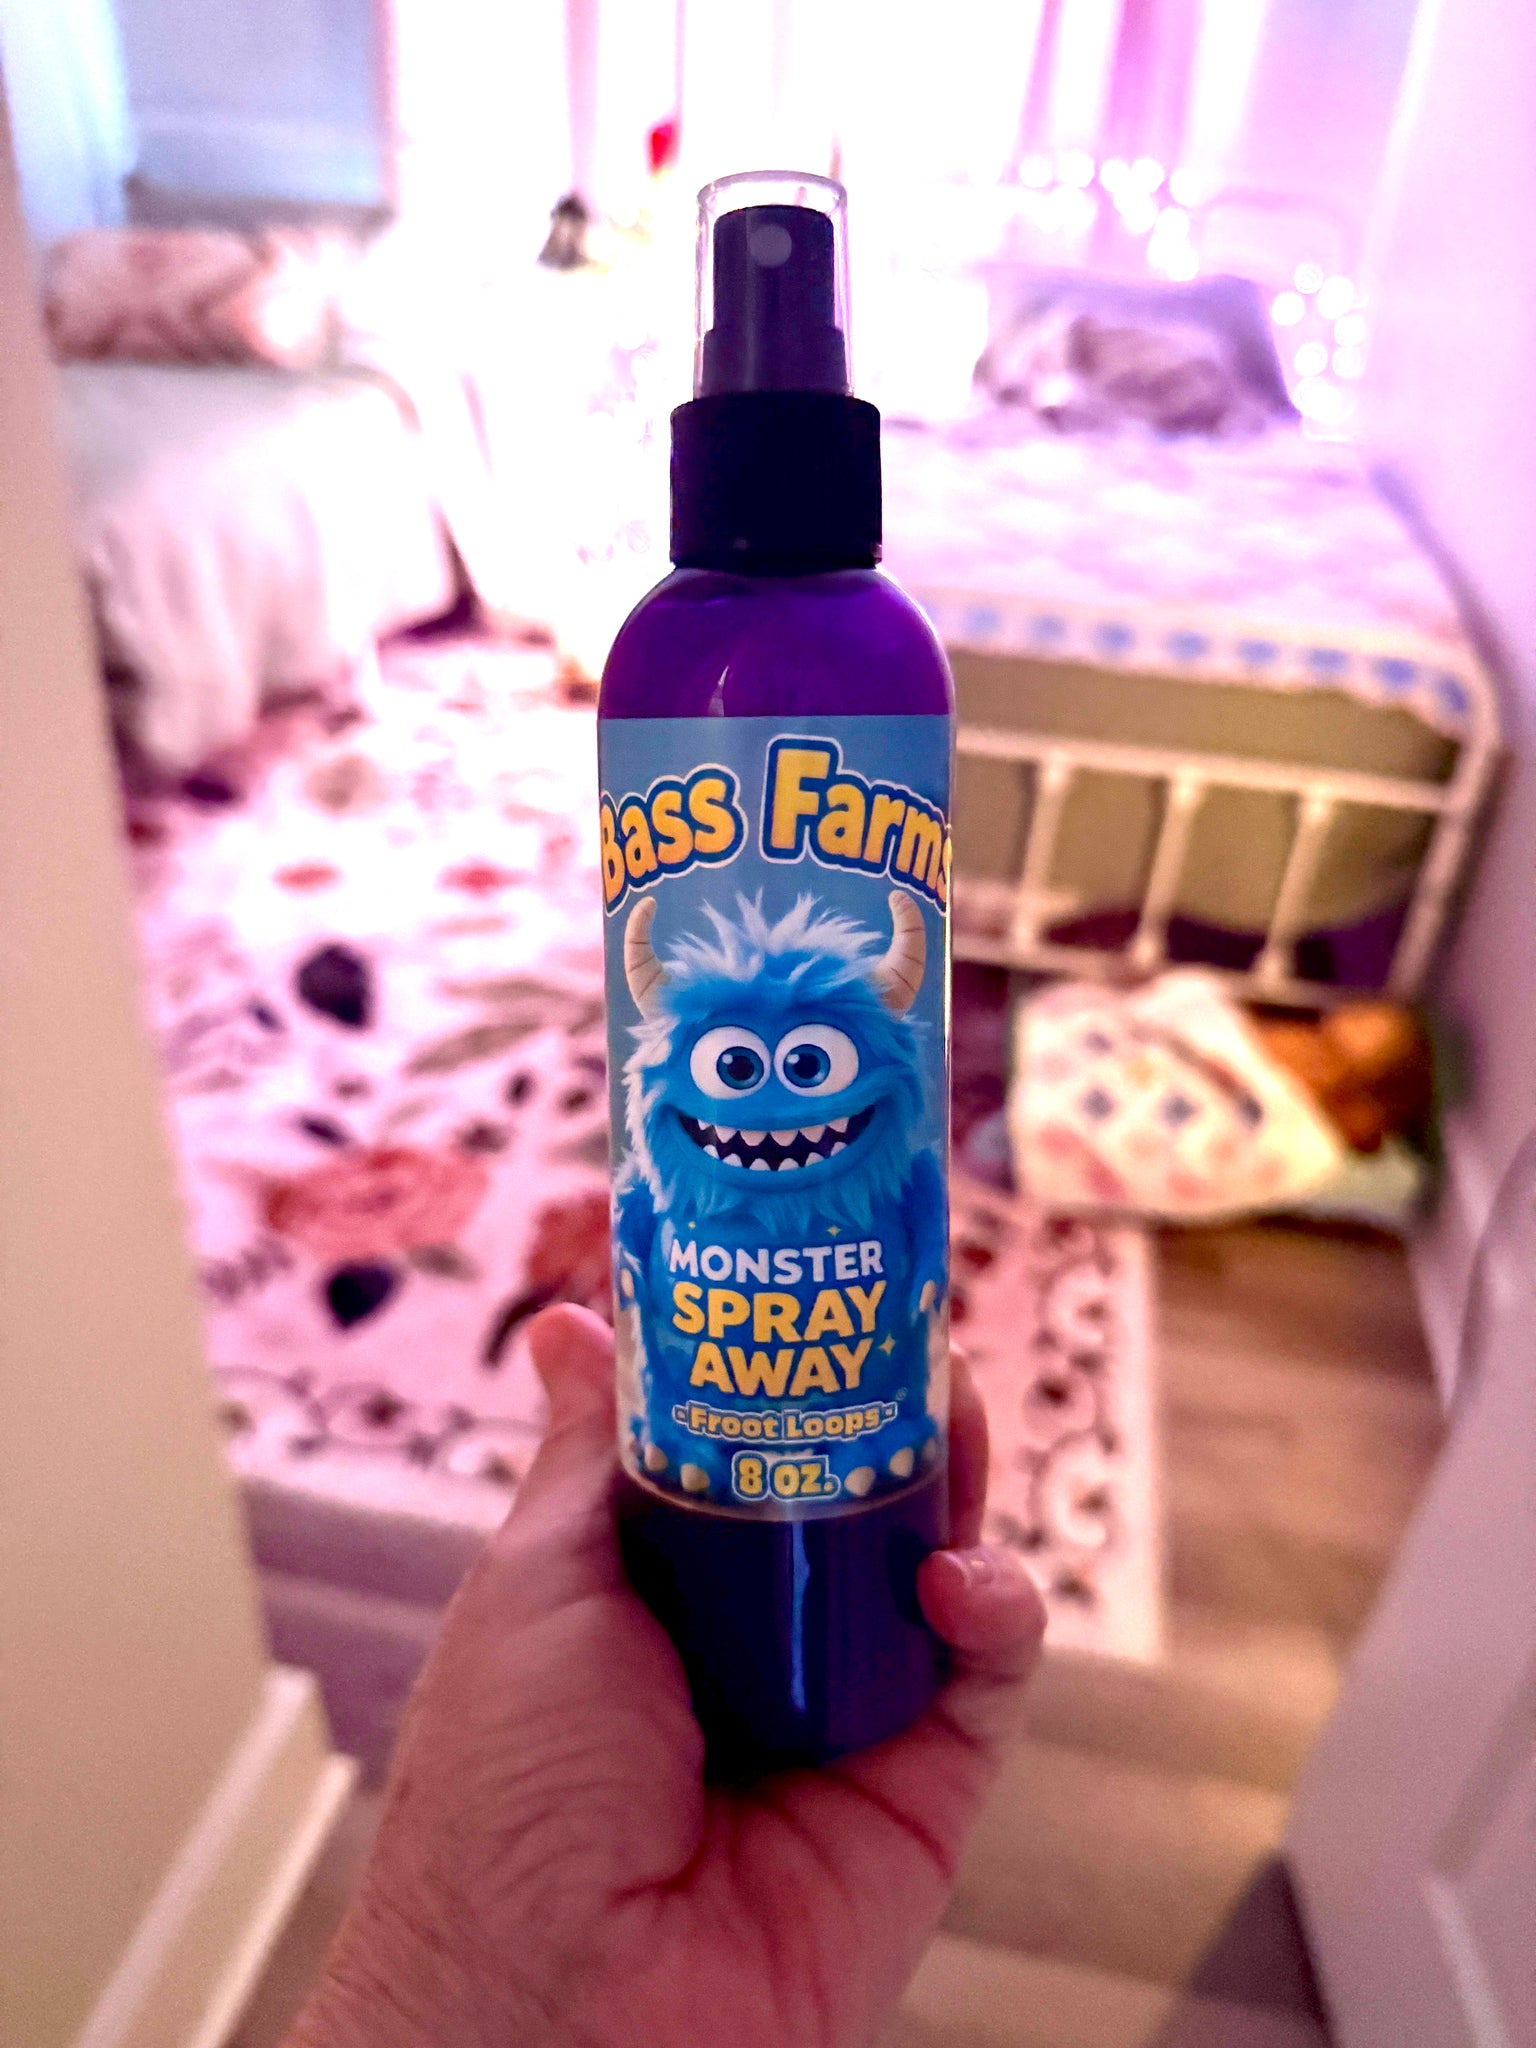 Bass Farms
MONSTER
SPRAY
AWAY
-Froot Loops-®
8 oz.